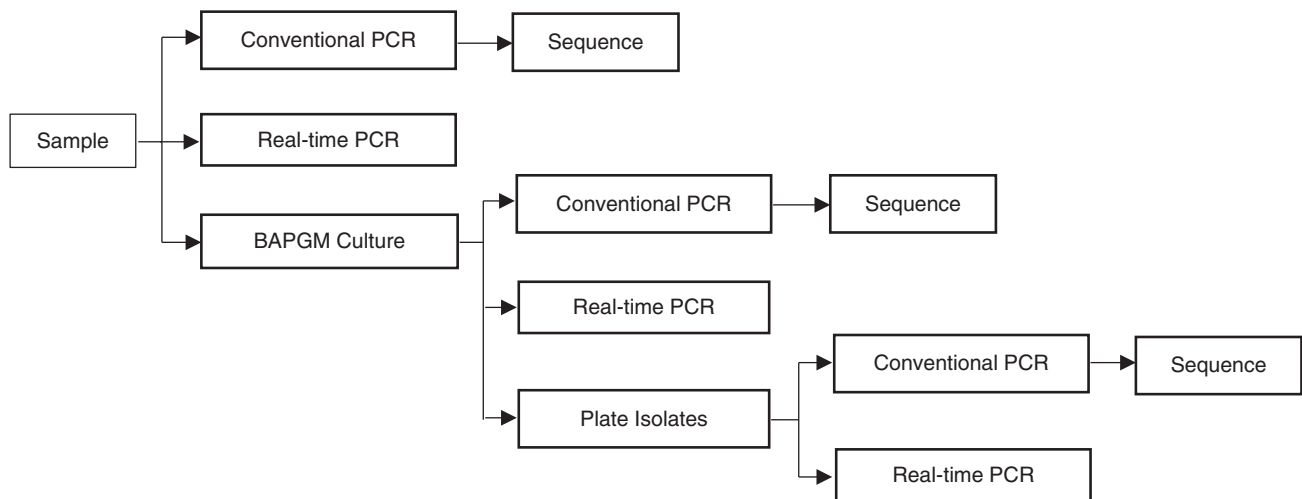 Conventional PCR
Sequence
Sample
Real-time PCR
BAPGM Culture
Conventional PCR
Sequence
Real-time PCR
Plate Isolates
Conventional PCR
Sequence
Real-time PCR